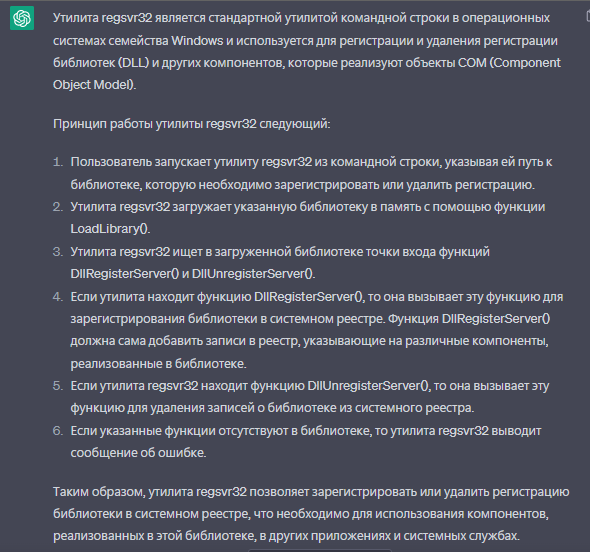 Утилита regsvr32 является стандартной утилитой командной строки в операционных
системах семейства Windows и используется для регистрации и удаления регистрации
библиотек (DLL) и других компонентов, которые реализуют объекты COM (Component
Object Model).
Принцип работы утилиты regsvr32 следующий:
1. Пользователь запускает утилиту regsvr32 из командной строки, указывая ей путь к
библиотеке, которую необходимо зарегистрировать или удалить регистрацию.
2. Утилита regsvr32 загружает указанную библиотеку в память с помощью функции
LoadLibrary().
3. Утилита regsvr32 ищет в загруженной библиотеке точки входа функций
DllRegisterServer() и DllUnregisterServer().
4. Если утилита находит функцию DllRegisterServer(), то она вызывает эту функцию для
зарегистрирования библиотеки в системном реестре. Функция DllRegisterServer()
должна сама добавить записи в реестр, указывающие на различные компоненты,
реализованные в библиотеке.
5. Если утилита regsvr32 находит функцию DllUnregisterServer(), то она вызывает эту
функцию для удаления записей о библиотеке из системного реестра.
6. Если указанные функции отсутствуют в библиотеке, то утилита regsvr32 выводит
сообщение об ошибке.
Таким образом, утилита regsvr32 позволяет зарегистрировать или удалить регистрацию
библиотеки в системном реестре, что необходимо для использования компонентов,
реализованных в этой библиотеке, в других приложениях и системных службах.